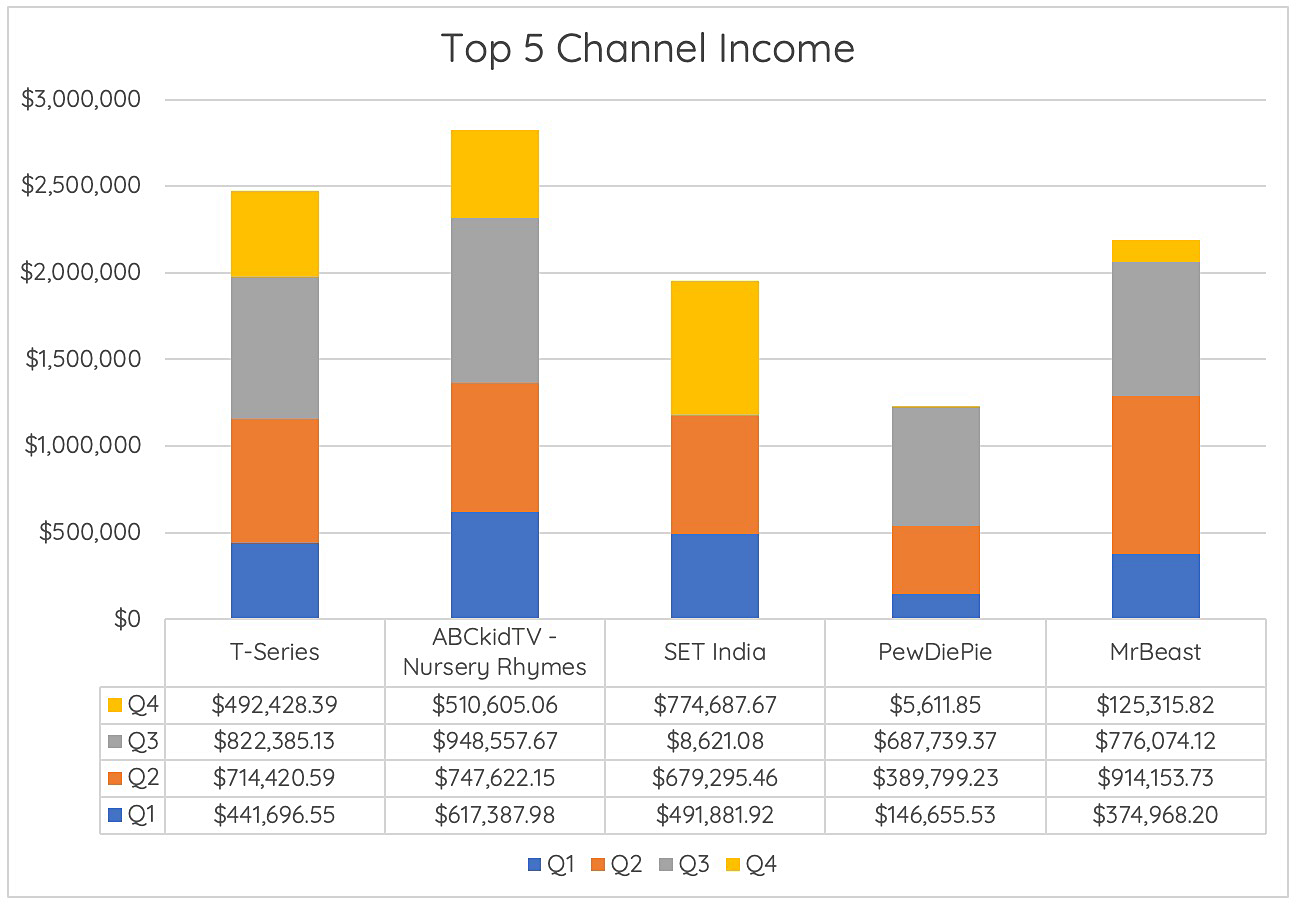 Top 5 Channel Income
$3,000,000
$2,500,000
$2,000,000
$1,500,000
$1,000,000
$500,000
$0
T-Series
ABCkidTV -
Nursery Rhymes
SET India
PewDiePie
MrBeast
Q4 $492,428.39 $510,605.06 $774,687.67 $5,611.85 $125,315.82
Q3 $822,385.13 $948,557.67 $8,621.08 $687,739.37 $776,074.12
Q2 $714,420.59 $747,622.15 $679,295.46 $389,799.23 $914,153.73
Q1 $441,696.55 $617,387.98 $491,881.92 $146,655.53 $374,968.20
Q1 Q2 Q3 Q4